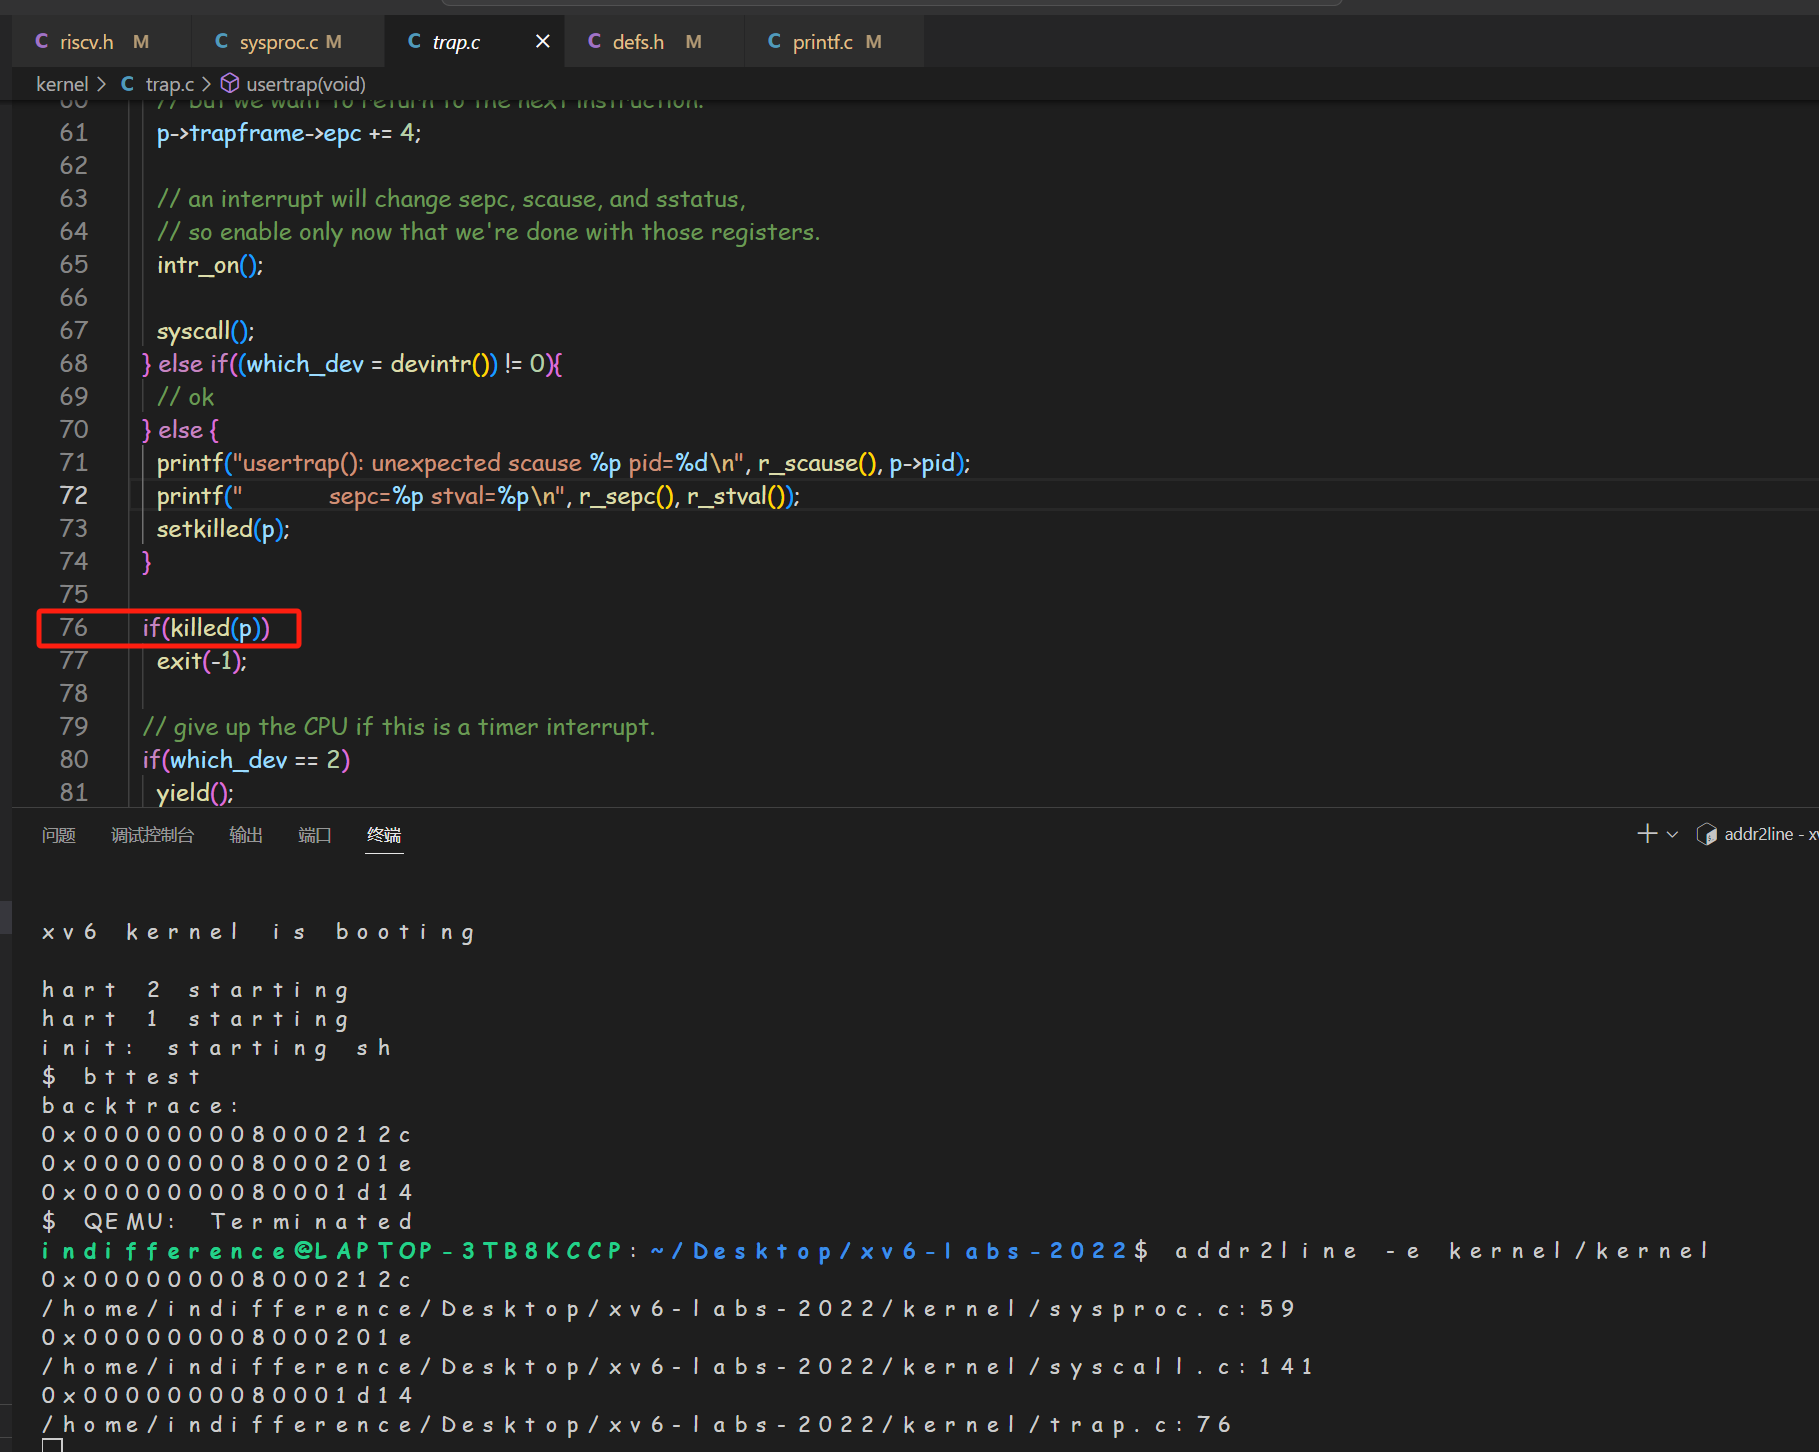 riscv.h M sysproc.c M trap.c defs.h M printf.c M
kernel > C trap.c > usertrap(void)
60 // but we want to return to the next instruction.
61 p->trapframe->epc += 4;
62
63 // an interrupt will change sepc, scause, and sstatus,
64 // so enable only now that we're done with those registers.
65 intr_on();
66
67 syscall();
68 } else if((which_dev = devintr()) != 0){
69 // ok
70 } else {
71 printf("usertrap(): unexpected scause %p pid=%d\n", r_scause(), p->pid);
72 printf("            sepc=%p stval=%p\n", r_sepc(), r_stval());
73 setkilled(p);
74 }
75
76 if(killed(p))
77 exit(-1);
78
79 // give up the CPU if this is a timer interrupt.
80 if(which_dev == 2)
81 yield();
问题 调试控制台 输出 端口 终端 addr2line - xv
xv6 kernel is booting
hart 2 starting
hart 1 starting
init: starting sh
$ bttest
backtrace:
0x000000008000212c
0x000000008000201e
0x0000000080001d14
$ QEMU: Terminated
indifference@LAPTOP-3TB8KCCP:~/Desktop/xv6-labs-2022$ addr2line -e kernel/kernel
0x000000008000212c
/home/indifference/Desktop/xv6-labs-2022/kernel/sysproc.c:59
0x000000008000201e
/home/indifference/Desktop/xv6-labs-2022/kernel/syscall.c:141
0x0000000080001d14
/home/indifference/Desktop/xv6-labs-2022/kernel/trap.c:76